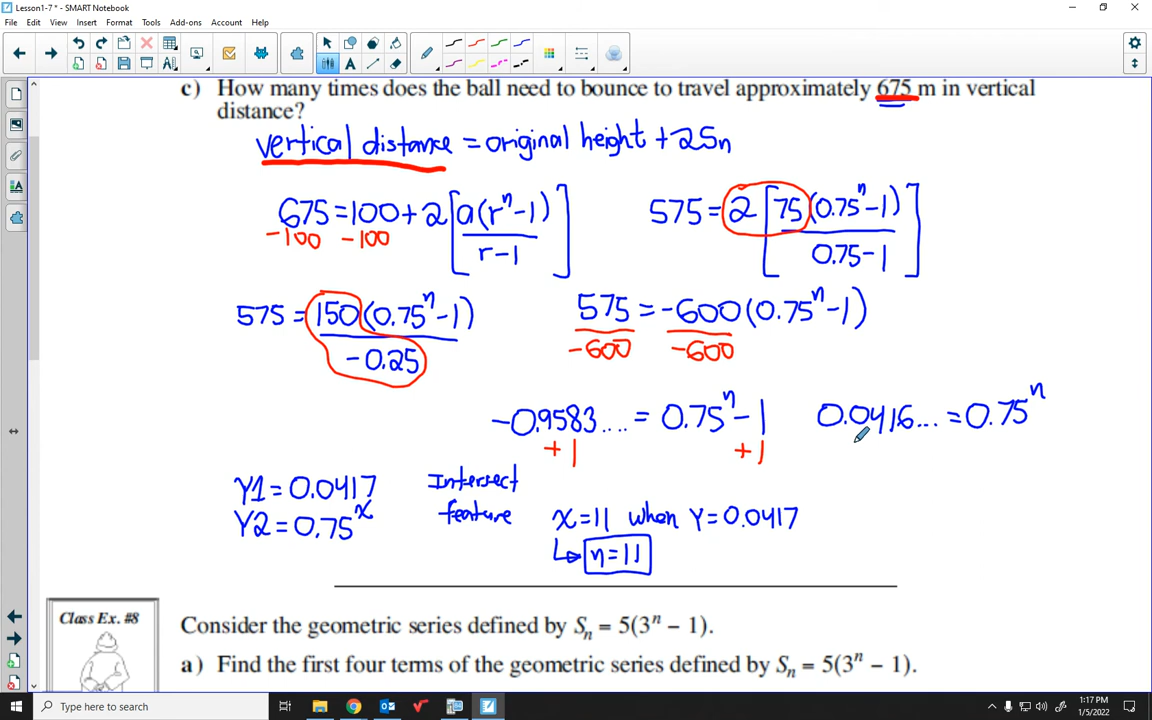 Lesson1-7 * - SMART Notebook
File Edit View Insert Format Tools Add-ons Account Help
c) How many times does the ball need to bounce to travel approximately 675 m in vertical
distance?
vertical distance = original height + 2Sn
675 = 100 + 2[a(r^n-1)/r-1]
-100 -100
575 = 2[75(0.75^n-1)/0.75-1]
575 = 150(0.75^n-1)/-0.25
575 = -600(0.75^n-1)
-600 -600
-0.9583.... = 0.75^n-1
+1 +1
0.0416... = 0.75^n
Y1 = 0.0417
Y2 = 0.75^x
Intersect
feature
x=11 when Y=0.0417
n=11
Class Ex. #8
Consider the geometric series defined by Sn = 5(3^n − 1).
a) Find the first four terms of the geometric series defined by Sn = 5(3^n − 1).
Type here to search
1:17 PM
1/5/2022